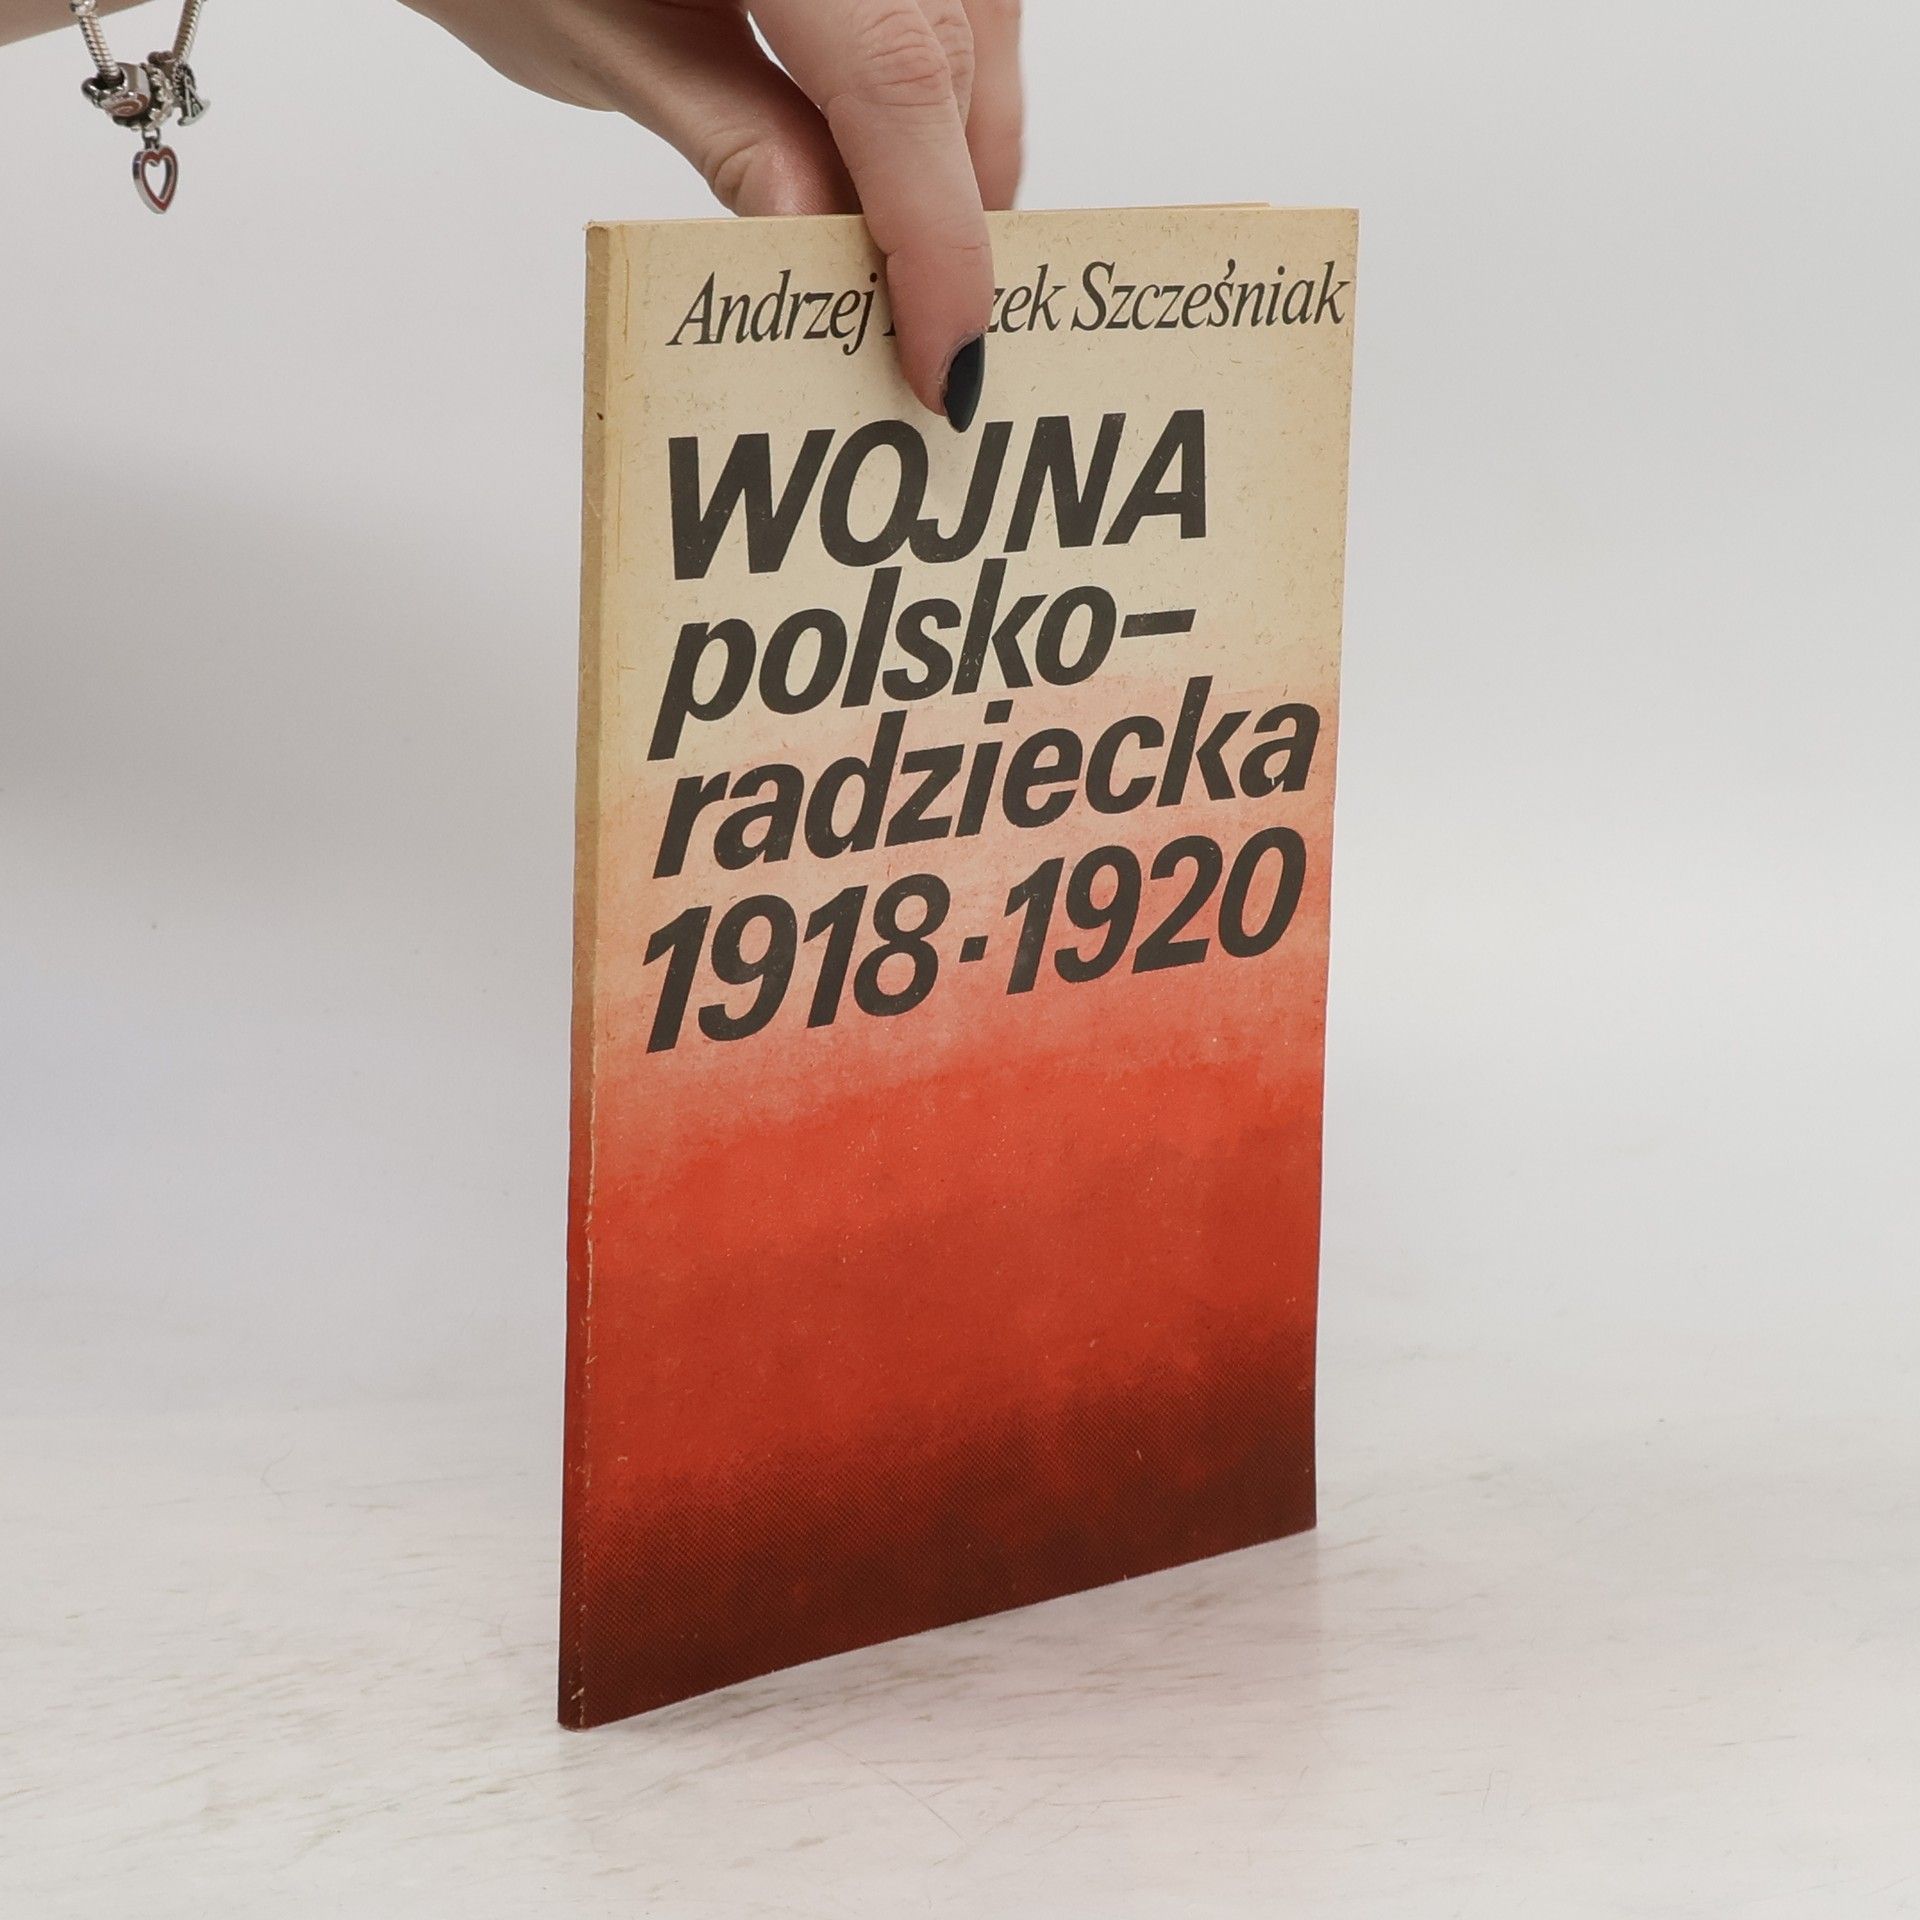 Andrzej Szcześniak
WOJNA
polsko-
radziecka
1918·1920